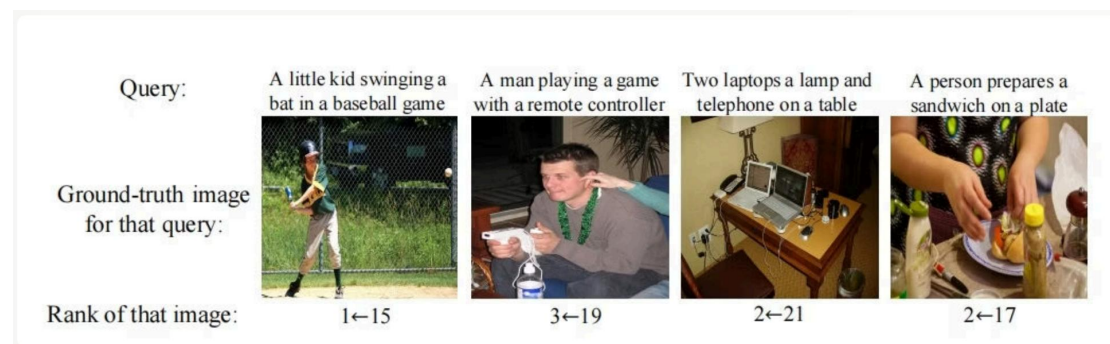 Query:
A little kid swinging a
bat in a baseball game
A man playing a game
with a remote controller
Two laptops a lamp and
telephone on a table
A person prepares a
sandwich on a plate
Ground-truth image
for that query:
Rank of that image:
1←15
3←19
2←21
2←17